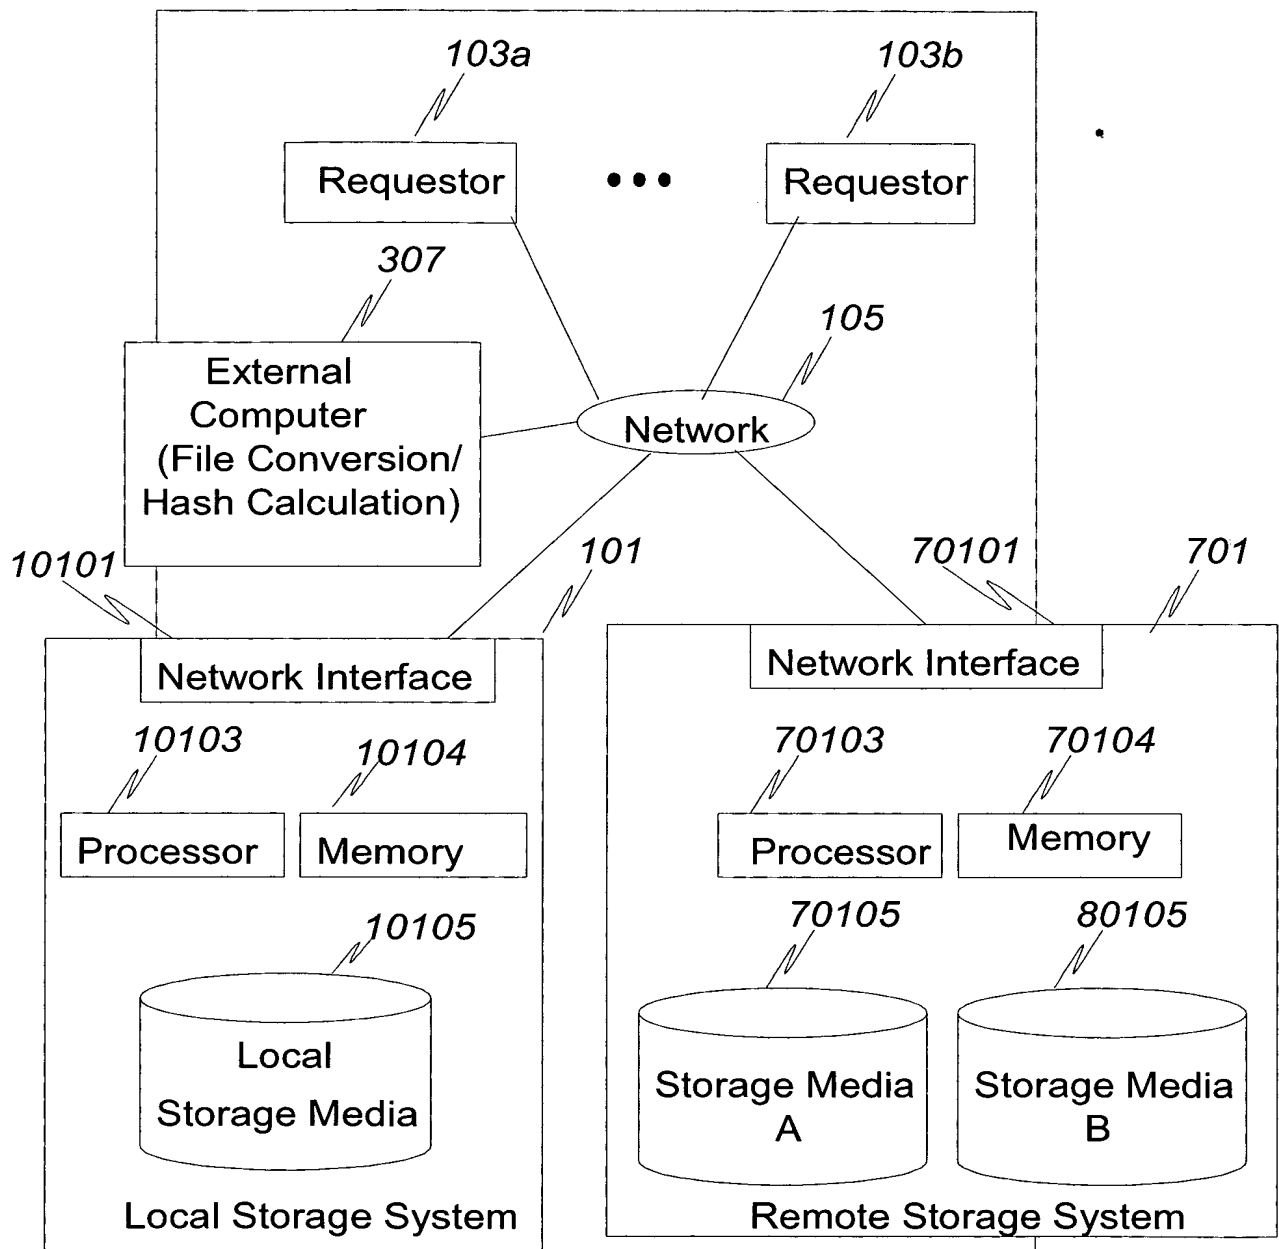 103a
103b
Requestor
Requestor
307
105
External
Computer
(File Conversion/
Hash Calculation)
Network
10101
101
70101
701
Network Interface
Network Interface
10103
10104
70103
70104
Processor
Memory
Processor
Memory
10105
70105
80105
Local
Storage Media
Storage Media
A
Storage Media
B
Local Storage System
Remote Storage System